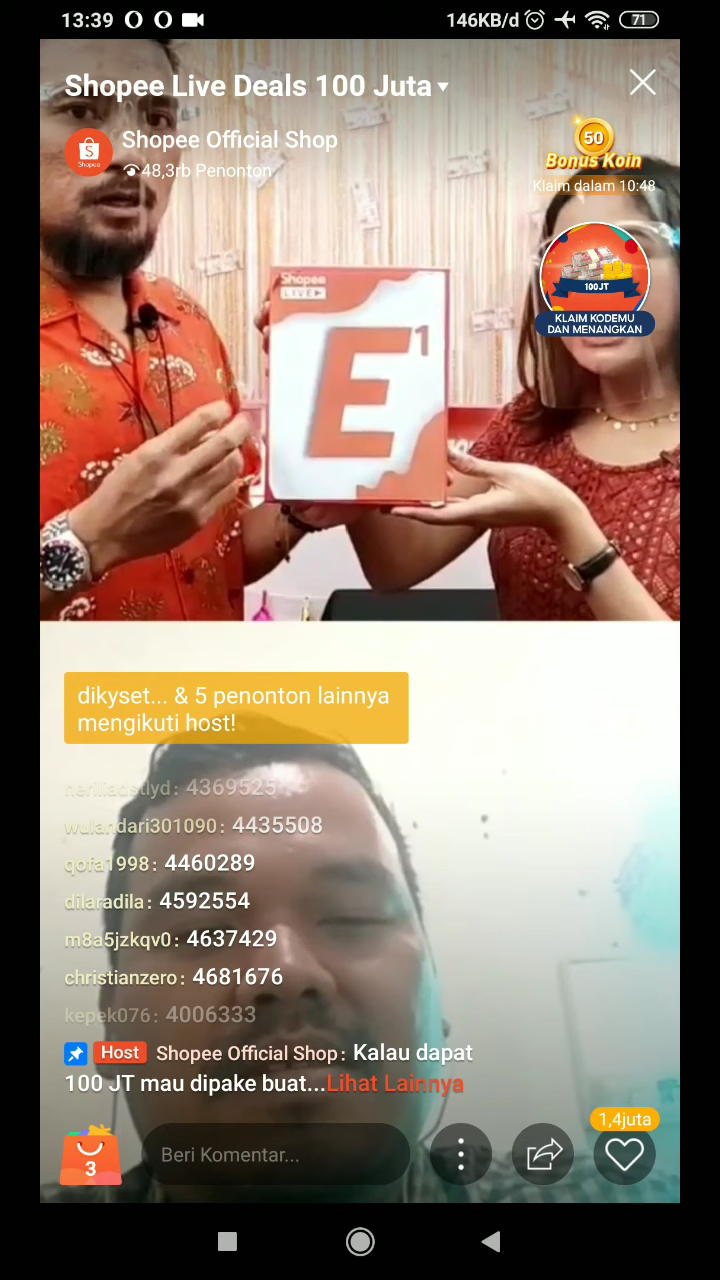 13:39
146KB/d
71
Shopee Live Deals 100 Juta
Shopee Official Shop
48,3rb Penonton
50
Bonus Koin
Klaim dalam 10:48
100JT
KLAIM KODEMU
DAN MENANGKAN
Shopee
LIVE
E1
dikyset... & 5 penonton lainnya
mengikuti host!
4369525
wulandari301090: 4435508
qofa1998: 4460289
dilaradila: 4592554
m8a5jzkqv0: 4637429
christianzero: 4681676
kepek076: 4006333
Host Shopee Official Shop: Kalau dapat
100 JT mau dipake buat...Lihat Lainnya
1,4juta
3
Beri Komentar...